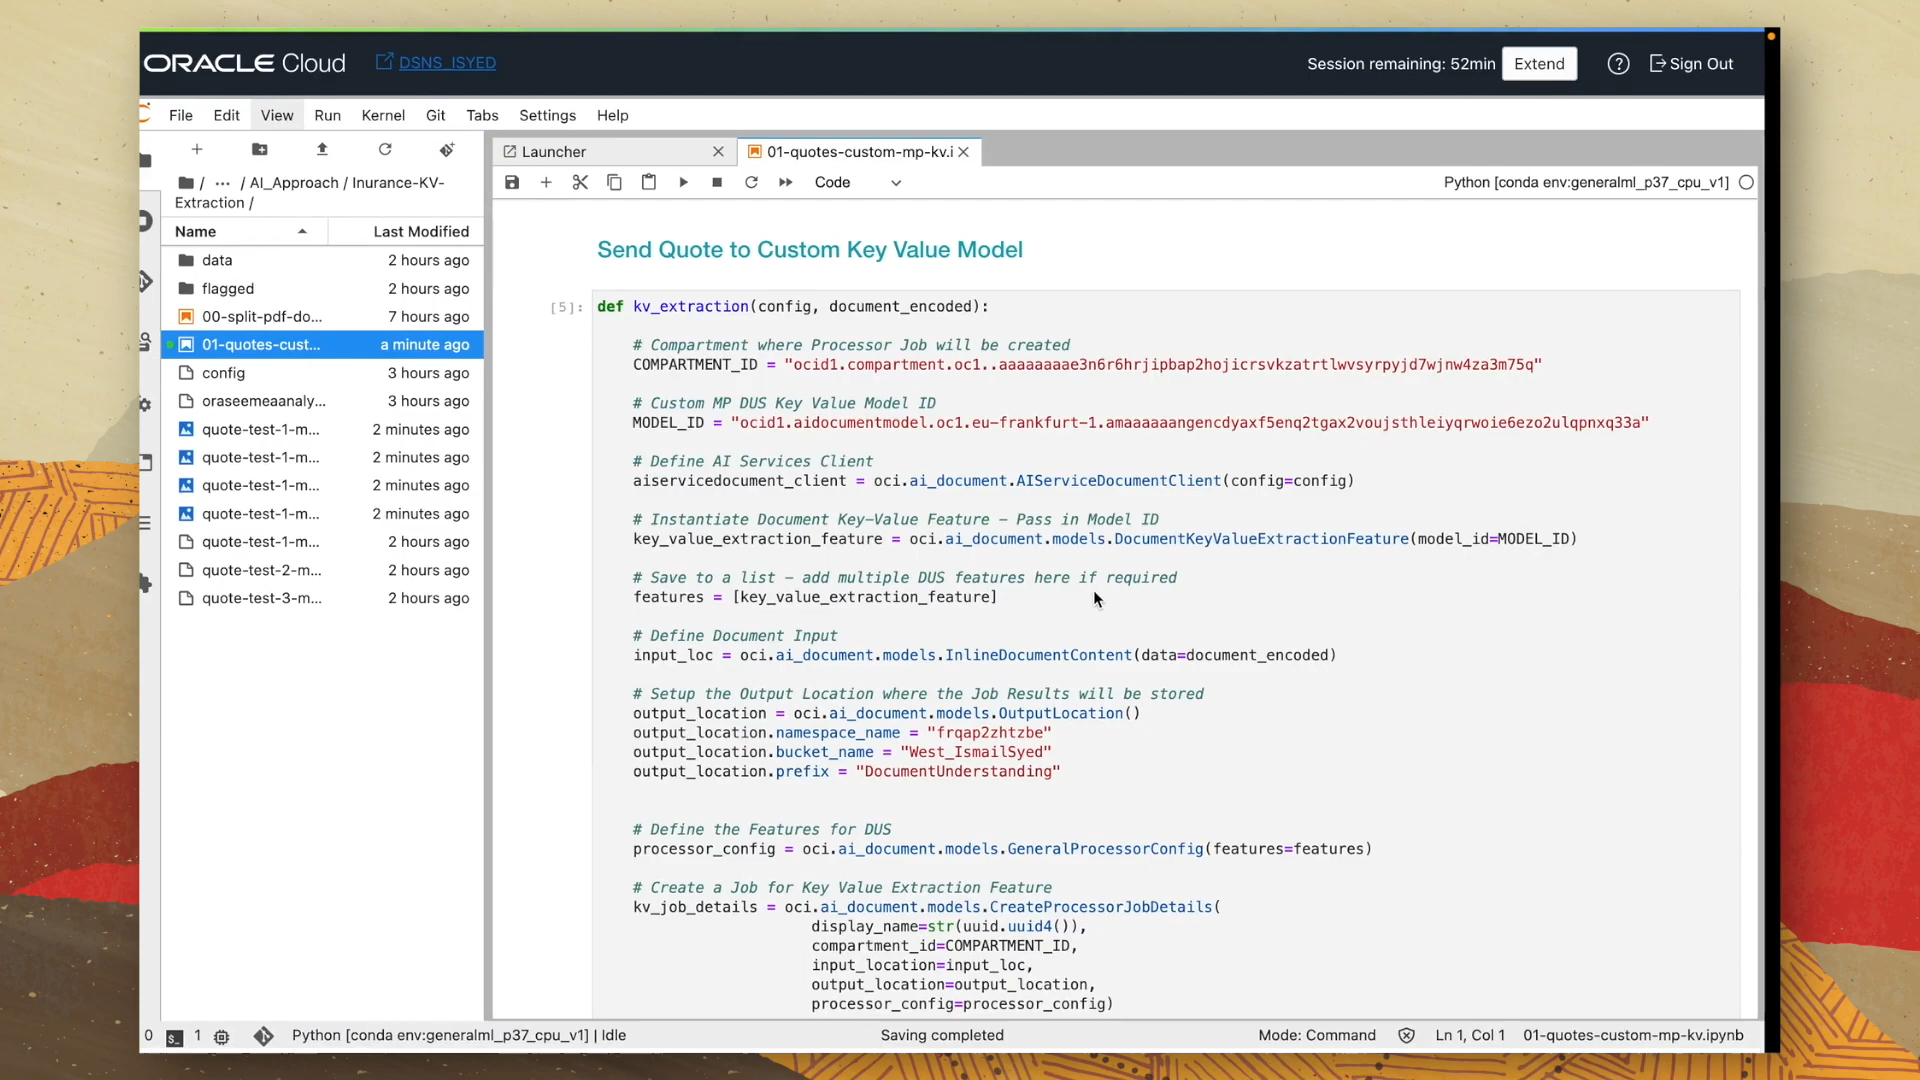 ORACLE Cloud
DSNS_ISYED
Session remaining: 52min
Extend
?
Sign Out
File Edit View Run Kernel Git Tabs Settings Help
/ ··· / AI_Approach / Inurance-KV-
Extraction /
Name Last Modified
data 2 hours ago
flagged 2 hours ago
00-split-pdf-do... 7 hours ago
01-quotes-cust... a minute ago
config 3 hours ago
oraseemeaanaly... 3 hours ago
quote-test-1-m... 2 minutes ago
quote-test-1-m... 2 minutes ago
quote-test-1-m... 2 minutes ago
quote-test-1-m... 2 minutes ago
quote-test-1-m... 2 hours ago
quote-test-2-m... 2 hours ago
quote-test-3-m... 2 hours ago
Launcher
01-quotes-custom-mp-kv.i
Code
Python [conda env:generalml_p37_cpu_v1]
Send Quote to Custom Key Value Model
[5]: def kv_extraction(config, document_encoded):
# Compartment where Processor Job will be created
COMPARTMENT_ID = "ocid1.compartment.oc1..aaaaaaaae3n6r6hrjipbap2hojicrsvkzatrtlwvsyrpyjd7wjnw4za3m75q"
# Custom MP DUS Key Value Model ID
MODEL_ID = "ocid1.aidocumentmodel.oc1.eu-frankfurt-1.amaaaaaangencdyaxf5enq2tgax2voujsthleiyqrwoie6ezo2ulqpnxq33a"
# Define AI Services Client
aiservicedocument_client = oci.ai_document.AIServiceDocumentClient(config=config)
# Instantiate Document Key-Value Feature – Pass in Model ID
key_value_extraction_feature = oci.ai_document.models.DocumentKeyValueExtractionFeature(model_id=MODEL_ID)
# Save to a list – add multiple DUS features here if required
features = [key_value_extraction_feature]
# Define Document Input
input_loc = oci.ai_document.models.InlineDocumentContent(data=document_encoded)
# Setup the Output Location where the Job Results will be stored
output_location = oci.ai_document.models.OutputLocation()
output_location.namespace_name = "frqap2zhtzbe"
output_location.bucket_name = "West_IsmailSyed"
output_location.prefix = "DocumentUnderstanding"
# Define the Features for DUS
processor_config = oci.ai_document.models.GeneralProcessorConfig(features=features)
# Create a Job for Key Value Extraction Feature
kv_job_details = oci.ai_document.models.CreateProcessorJobDetails(
display_name=str(uuid.uuid4()),
compartment_id=COMPARTMENT_ID,
input_location=input_loc,
output_location=output_location,
processor_config=processor_config)
0 $_ 1 Python [conda env:generalml_p37_cpu_v1] | Idle Saving completed Mode: Command Ln 1, Col 1 01-quotes-custom-mp-kv.ipynb